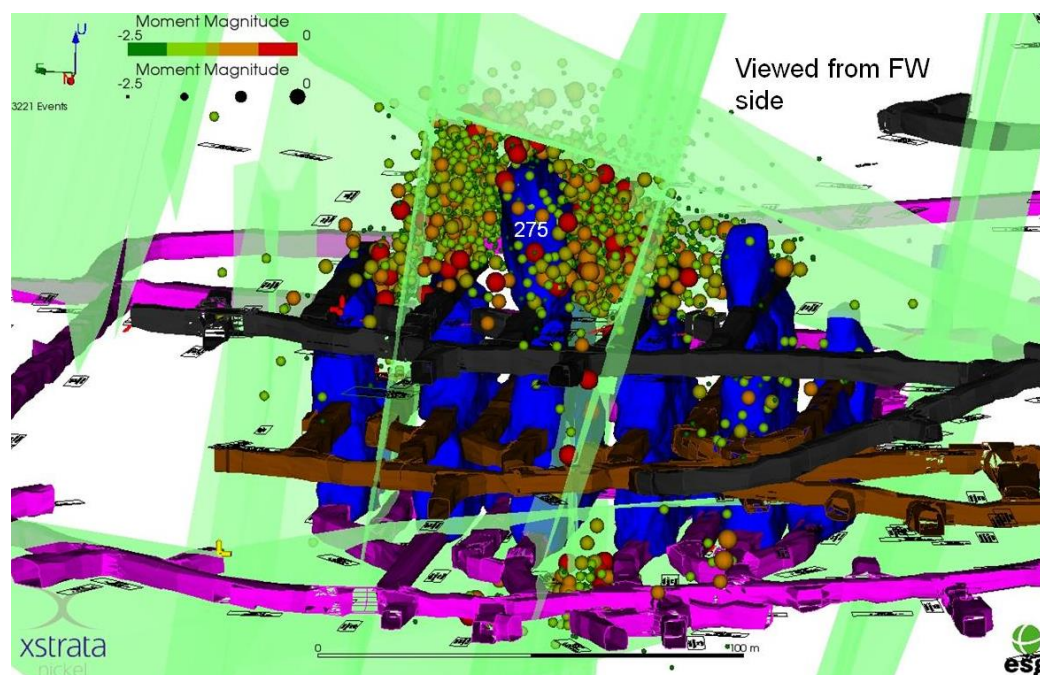 Moment Magnitude
-2.5 0
Moment Magnitude
-2.5 0
U
N
3221 Events
Viewed from FW
side
275
0 100 m
xstrata
nickel
esg